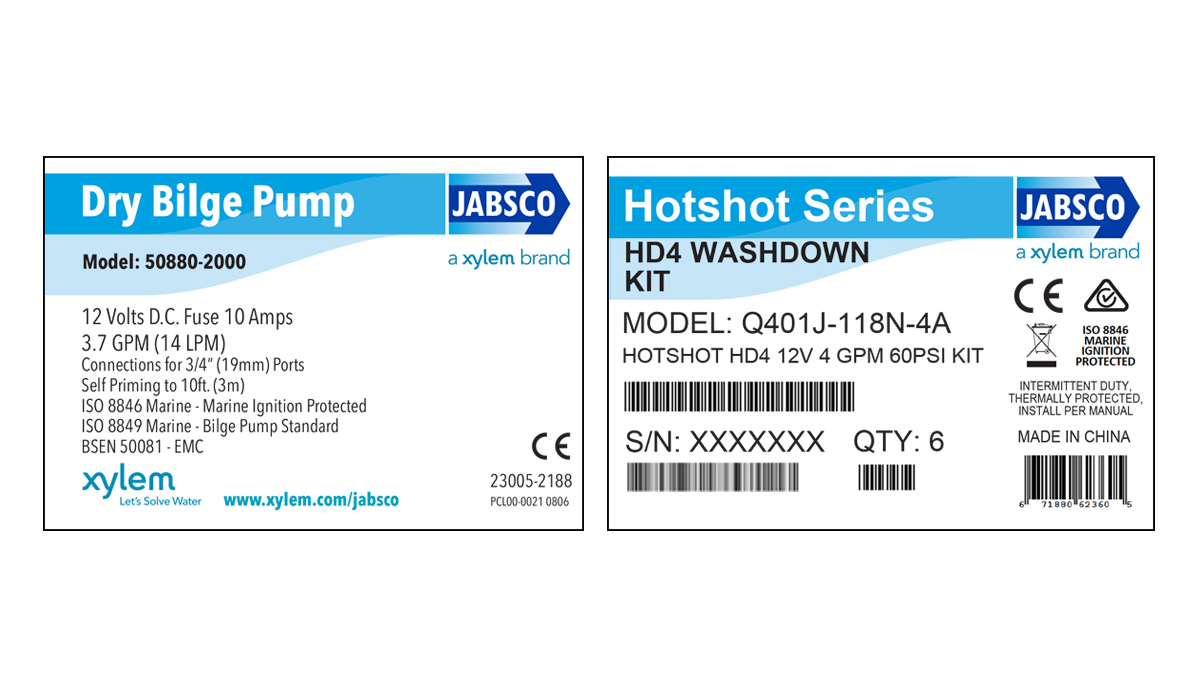 Dry Bilge Pump
JABSCO
a xylem brand
Model: 50880-2000
12 Volts D.C. Fuse 10 Amps
3.7 GPM (14 LPM)
Connections for 3/4" (19mm) Ports
Self Priming to 10ft. (3m)
ISO 8846 Marine - Marine Ignition Protected
ISO 8849 Marine - Bilge Pump Standard
BSEN 50081 - EMC
CE
xylem
Let's Solve Water
www.xylem.com/jabsco
23005-2188
PCL00-0021 0806
Hotshot Series
JABSCO
a xylem brand
HD4 WASHDOWN
KIT
MODEL: Q401J-118N-4A
HOTSHOT HD4 12V 4 GPM 60PSI KIT
S/N: XXXXXXX QTY: 6
CE
ISO 8846
MARINE
IGNITION
PROTECTED
INTERMITTENT DUTY,
THERMALLY PROTECTED,
INSTALL PER MANUAL
MADE IN CHINA
6 71880 62360 5